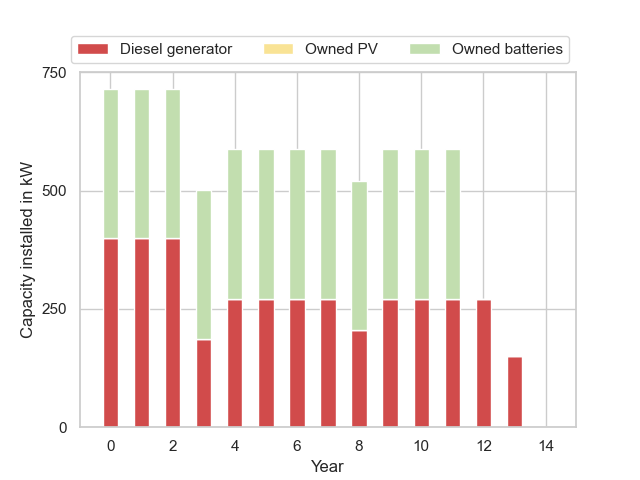 Diesel generator Owned PV Owned batteries
750
500
250
0
Capacity installed in kW
0 2 4 6 8 10 12 14
Year